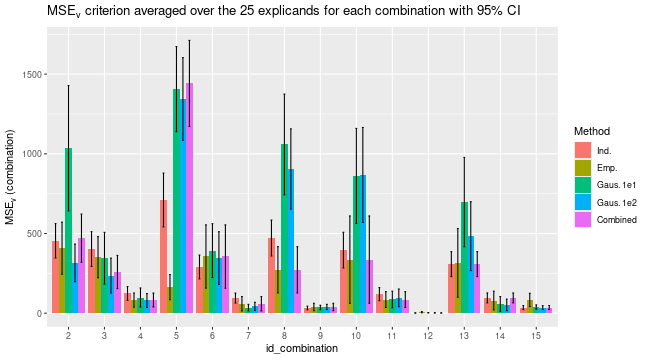 MSEv criterion averaged over the 25 explicands for each combination with 95% CI
MSEv (combination)
1500
1000
500
0
2 3 4 5 6 7 8 9 10 11 12 13 14 15
id_combination
Method
Ind.
Emp.
Gaus. 1e1
Gaus. 1e2
Combined